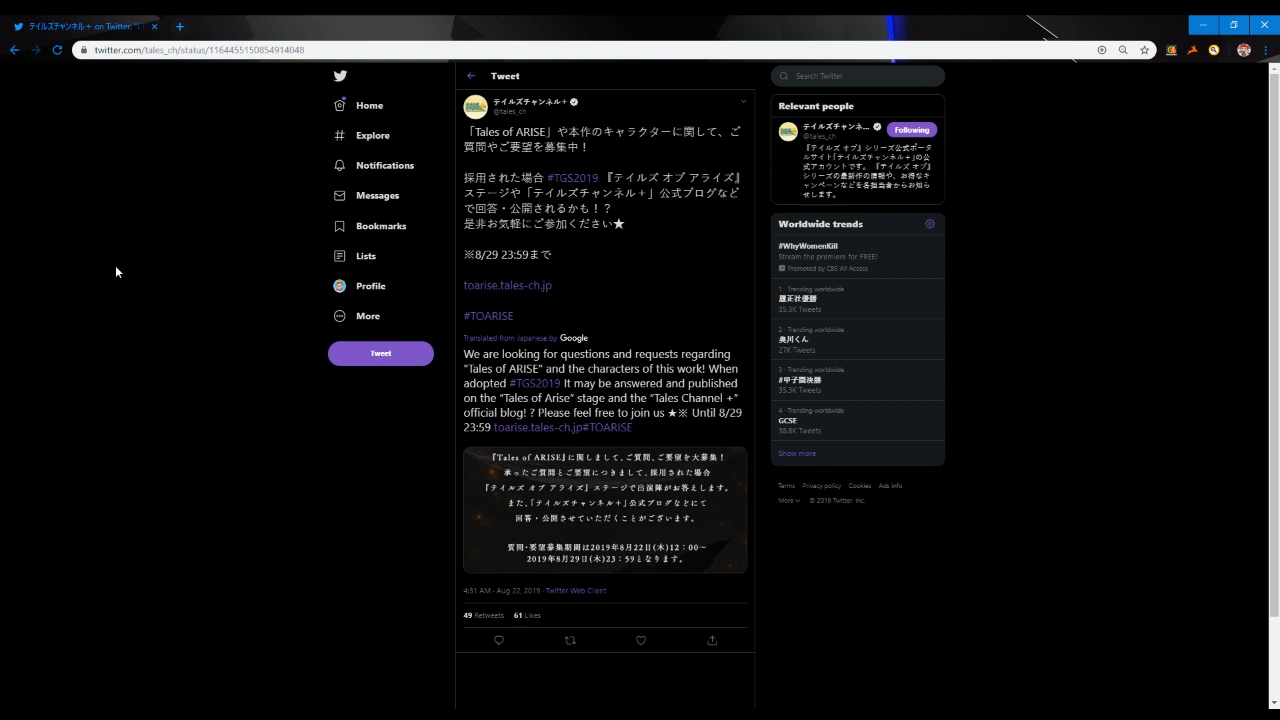 テイルズチャンネル＋ on Twitter: "「
twitter.com/tales_ch/status/1164455150854914048
Home
Explore
Notifications
Messages
Bookmarks
Lists
Profile
More
Tweet
Tweet
テイルズチャンネル＋
@tales_ch
「Tales of ARISE」や本作のキャラクターに関して、ご
質問やご要望を募集中！
採用された場合 #TGS2019 『テイルズ オブ アライズ』
ステージや「テイルズチャンネル＋」公式ブログなど
で回答・公開されるかも！？
是非お気軽にご参加ください★
※8/29 23:59まで
toarise.tales-ch.jp
#TOARISE
Translated from Japanese by Google
We are looking for questions and requests regarding
"Tales of ARISE" and the characters of this work! When
adopted #TGS2019 It may be answered and published
on the "Tales of Arise" stage and the "Tales Channel +"
official blog! ? Please feel free to join us ★※ Until 8/29
23:59 toarise.tales-ch.jp#TOARISE
『Tales of ARISE』に関しまして、ご質問、ご要望を大募集！
承ったご質問とご要望につきまして、採用された場合
『テイルズ オブ アライズ』ステージで出演陣がお答えします。
また、「テイルズチャンネル＋」公式ブログなどにて
回答・公開させていただくことがございます。
質問・要望募集期間は2019年8月22日(木)12：00～
2019年8月29日(木)23：59となります。
4:31 AM · Aug 22, 2019 · Twitter Web Client
49 Retweets 61 Likes
Search Twitter
Relevant people
テイルズチャンネ...
@tales_ch
Following
『テイルズ オブ』シリーズ公式ポータ
ルサイト「テイルズチャンネル＋」の公
式アカウントです。 『テイルズ オブ』
シリーズの最新作の情報や、お得なキ
ャンペーンなどを各担当者からお知ら
せします。
Worldwide trends
#WhyWomenKill
Stream the premiere for FREE!
Promoted by CBS All Access
1 · Trending worldwide
履正社優勝
35.3K Tweets
2 · Trending worldwide
奥川くん
27K Tweets
3 · Trending worldwide
#甲子園決勝
35.3K Tweets
4 · Trending worldwide
GCSE
38.8K Tweets
Show more
Terms Privacy policy Cookies Ads info
More © 2019 Twitter, Inc.